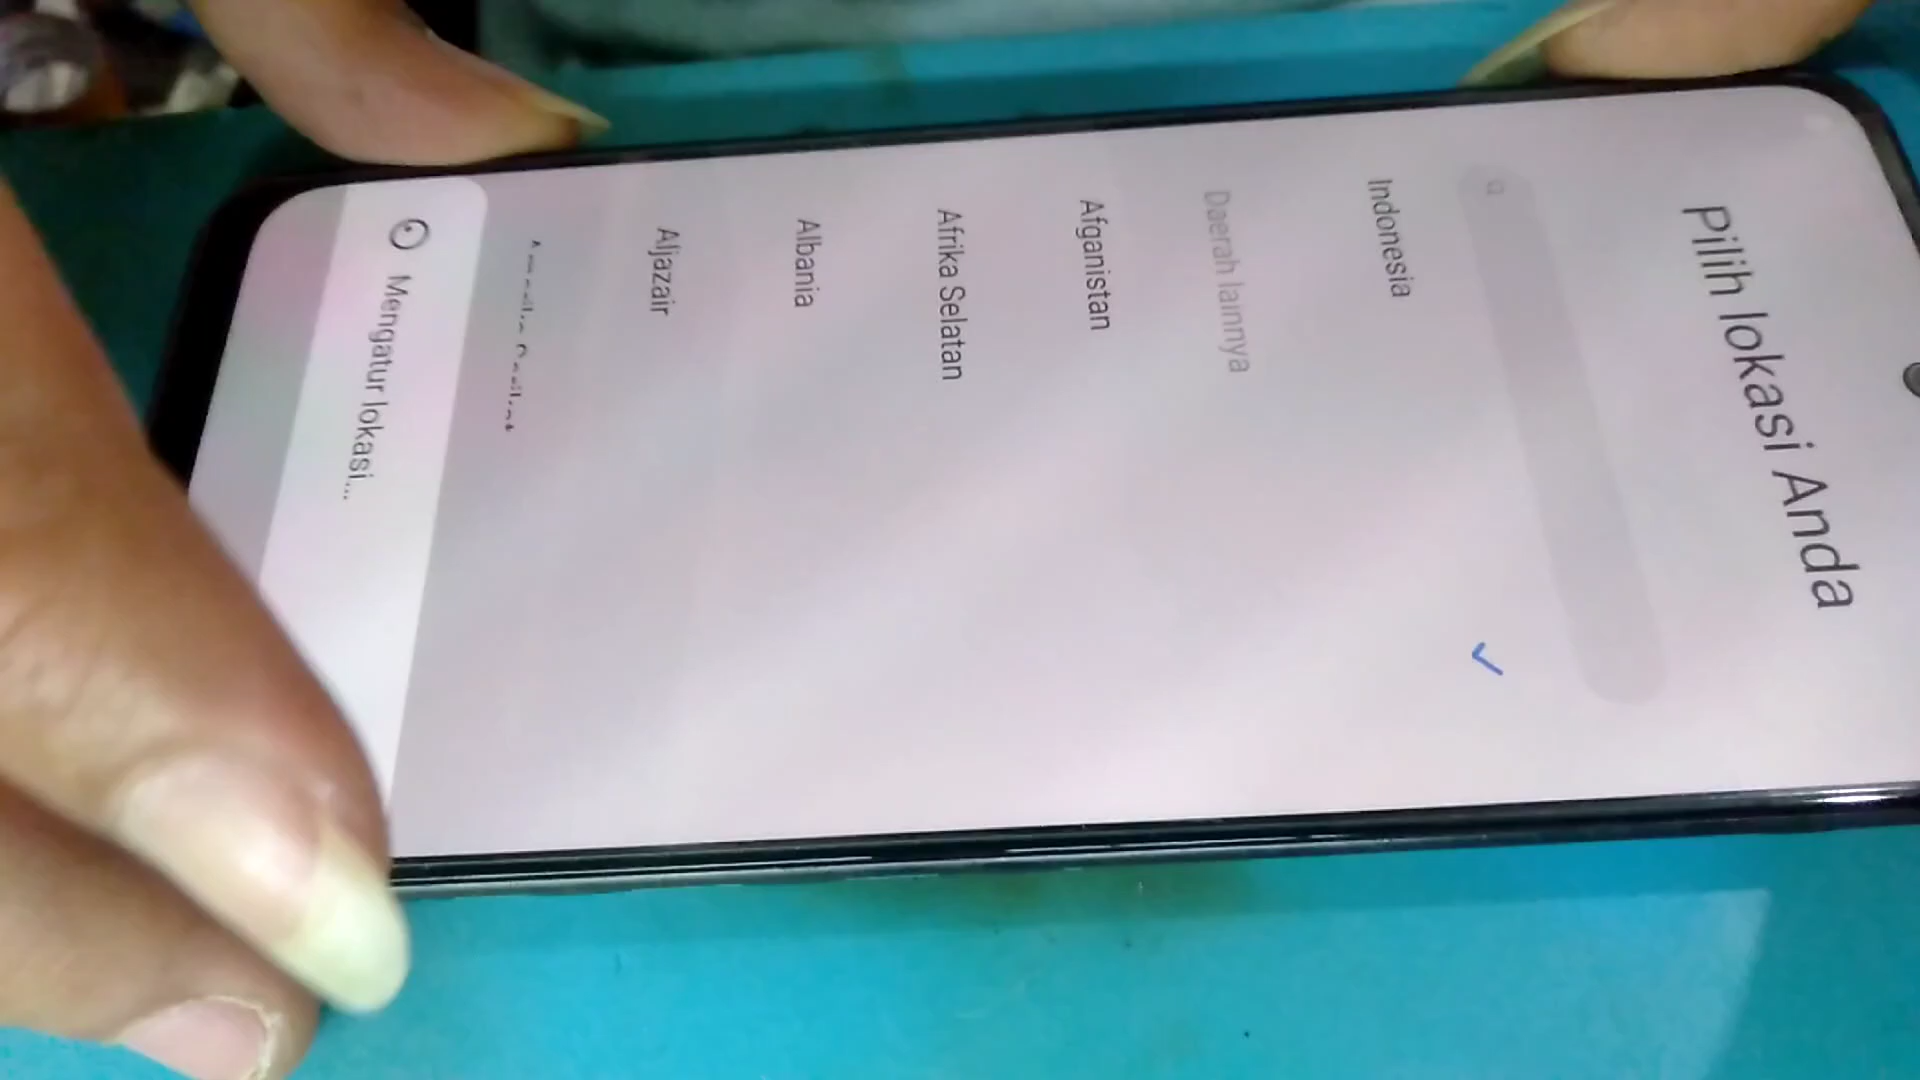 Pilih lokasi Anda
Indonesia
Daerah lainnya
Afganistan
Afrika Selatan
Albania
Aljazair
Mengatur lokasi...